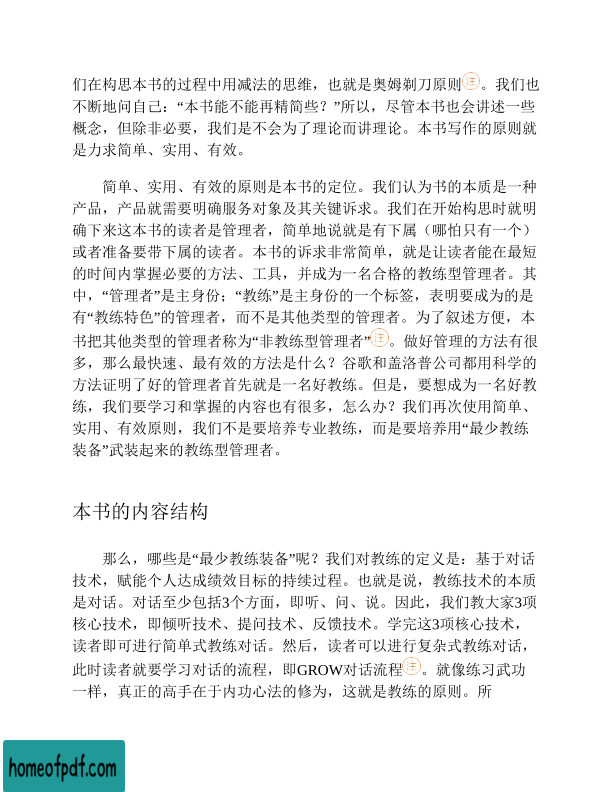 们在构思本书的过程中用减法的思维，也就是奥姆剃刀原则注。我们也
不断地问自己：“本书能不能再精简些？”所以，尽管本书也会讲述一些
概念，但除非必要，我们是不会为了理论而讲理论。本书写作的原则就
是力求简单、实用、有效。
简单、实用、有效的原则是本书的定位。我们认为书的本质是一种
产品，产品就需要明确服务对象及其关键诉求。我们在开始构思时就明
确下来这本书的读者是管理者，简单地说就是有下属（哪怕只有一个）
或者准备要带下属的读者。本书的诉求非常简单，就是让读者能在最短
的时间内掌握必要的方法、工具，并成为一名合格的教练型管理者。其
中，“管理者”是主身份；“教练”是主身份的一个标签，表明要成为的是
有“教练特色”的管理者，而不是其他类型的管理者。为了叙述方便，本
书把其他类型的管理者称为“非教练型管理者”注。做好管理的方法有很
多，那么最快速、最有效的方法是什么？谷歌和盖洛普公司都用科学的
方法证明了好的管理者首先就是一名好教练。但是，要想成为一名好教
练，我们要学习和掌握的内容也有很多，怎么办？我们再次使用简单、
实用、有效原则，我们不是要培养专业教练，而是要培养用“最少教练
装备”武装起来的教练型管理者。
本书的内容结构
那么，哪些是“最少教练装备”呢？我们对教练的定义是：基于对话
技术，赋能个人达成绩效目标的持续过程。也就是说，教练技术的本质
是对话。对话至少包括3个方面，即听、问、说。因此，我们教大家3项
核心技术，即倾听技术、提问技术、反馈技术。学完这3项核心技术，
读者即可进行简单式教练对话。然后，读者可以进行复杂式教练对话，
此时读者就要学习对话的流程，即GROW对话流程注。就像练习武功
一样，真正的高手在于内功心法的修为，这就是教练的原则。所
homeofpdf.com